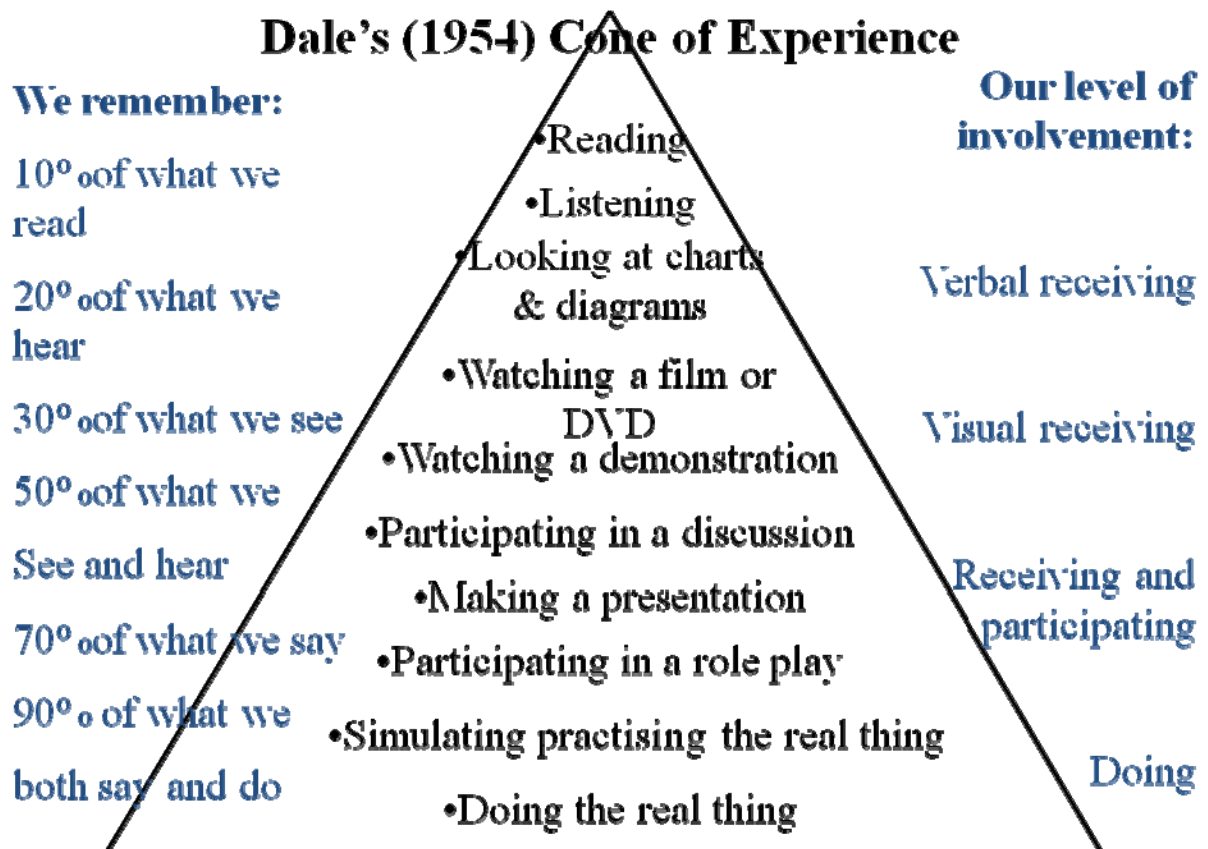 Dale's (1954) Cone of Experience
We remember:
10% of what we
read
20% of what we
hear
30% of what we see
50% of what we
See and hear
70% of what we say
90% of what we
both say and do
•Reading
•Listening
•Looking at charts
& diagrams
•Watching a film or
DVD
•Watching a demonstration
•Participating in a discussion
•Making a presentation
•Participating in a role play
•Simulating practising the real thing
•Doing the real thing
Our level of
involvement:
Verbal receiving
Visual receiving
Receiving and
participating
Doing